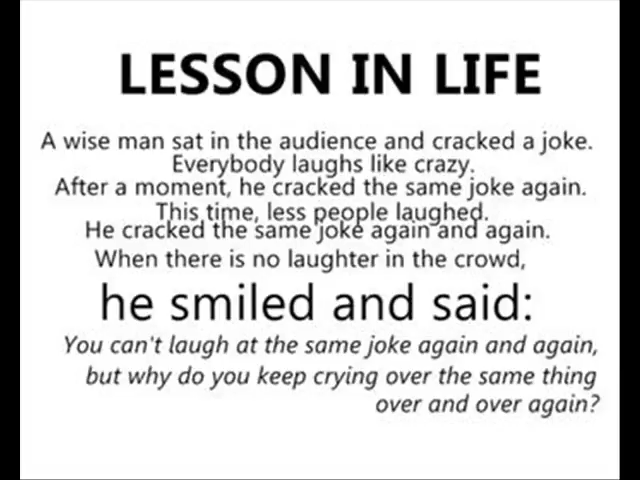 LESSON IN LIFE
A wise man sat in the audience and cracked a joke.
Everybody laughs like crazy.
After a moment, he cracked the same joke again.
This time, less people laughed.
He cracked the same joke again and again.
When there is no laughter in the crowd,
he smiled and said:
You can't laugh at the same joke again and again,
but why do you keep crying over the same thing
over and over again?